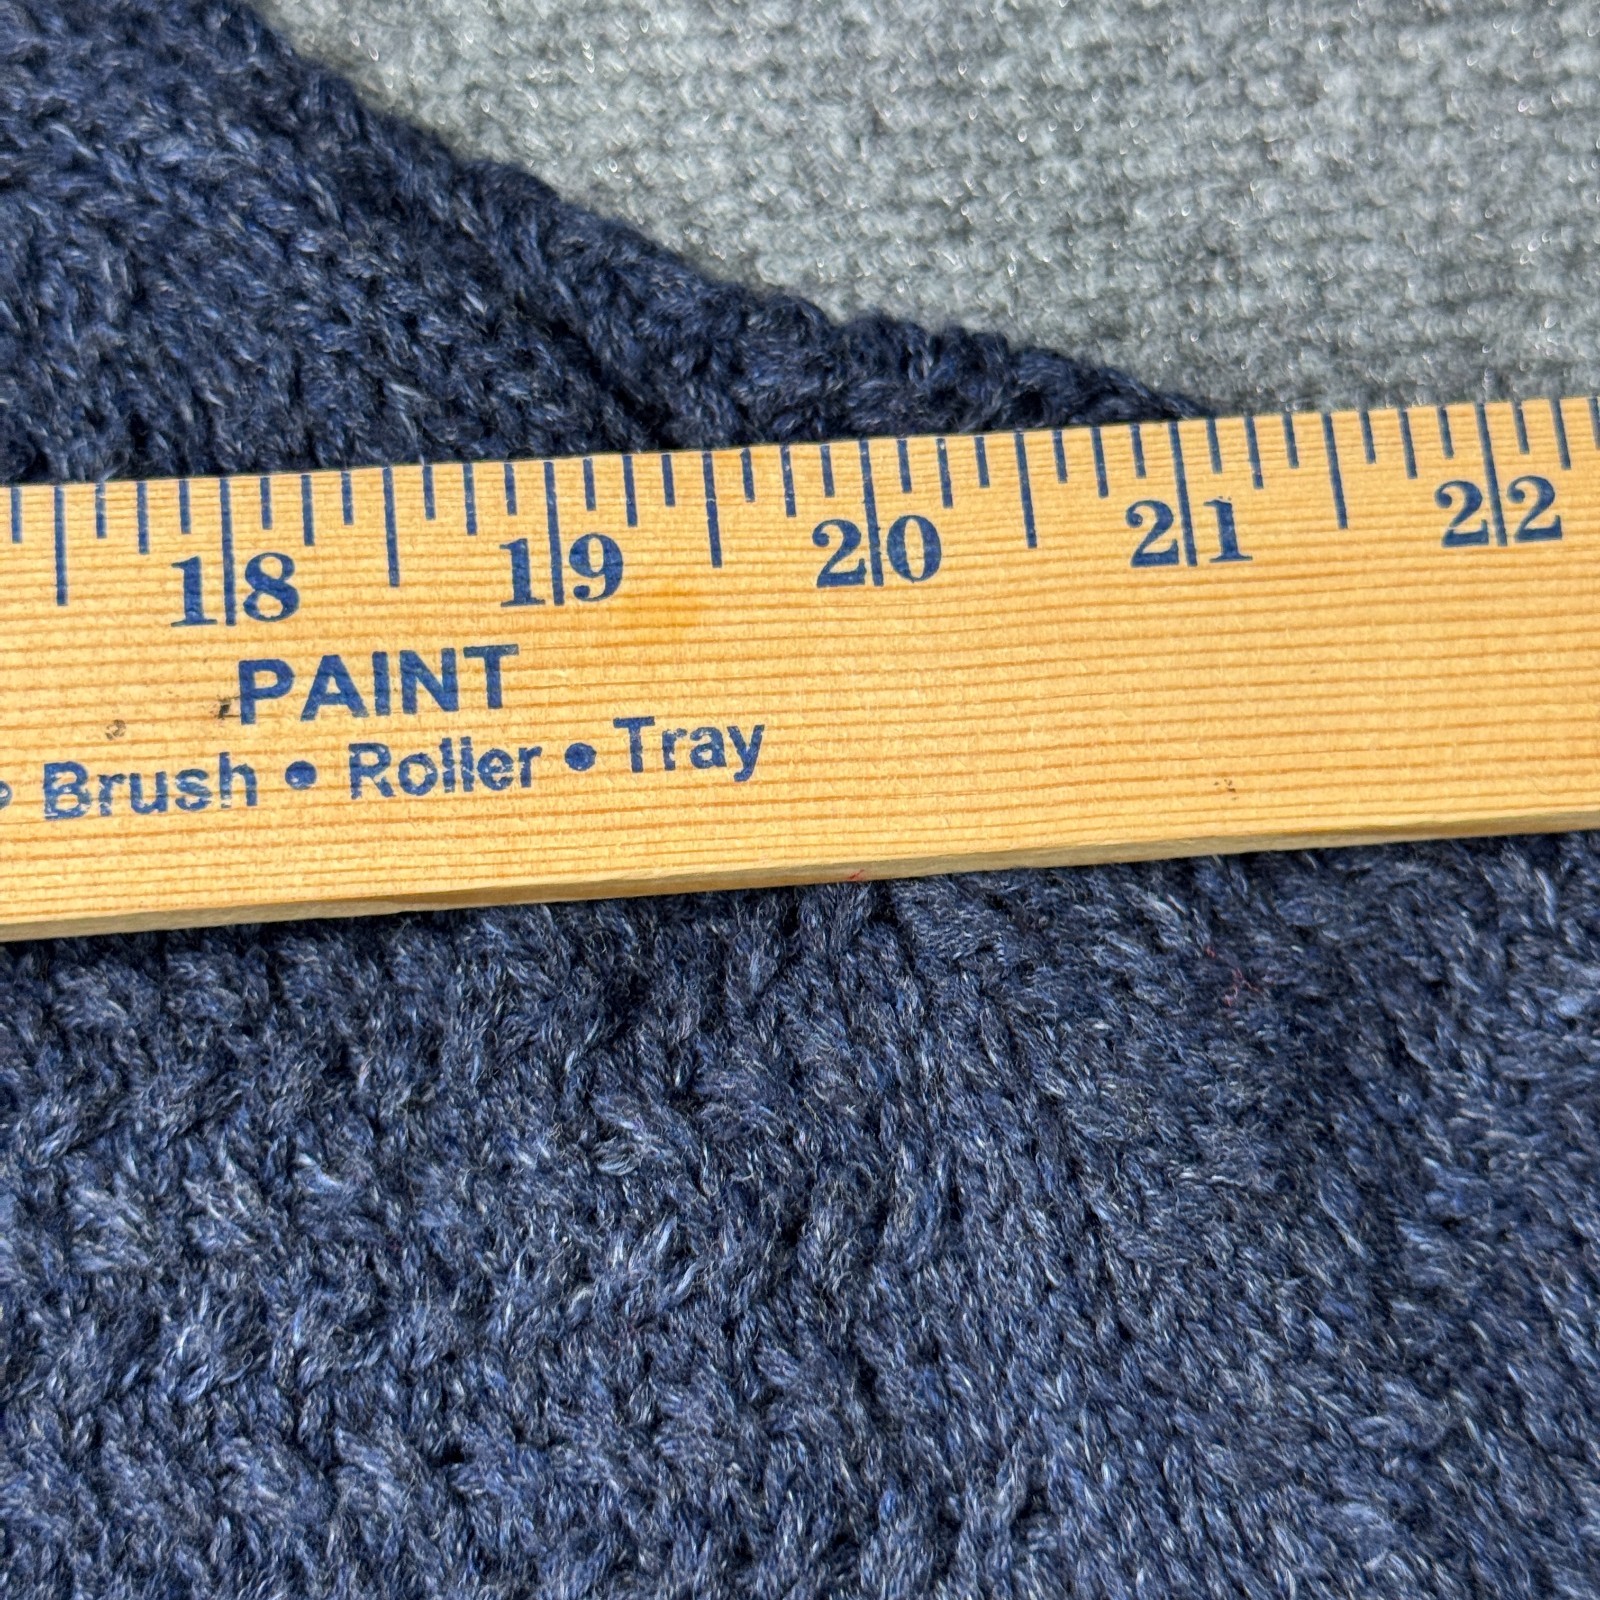 18 19 20 21 22
PAINT
• Brush • Roller • Tray